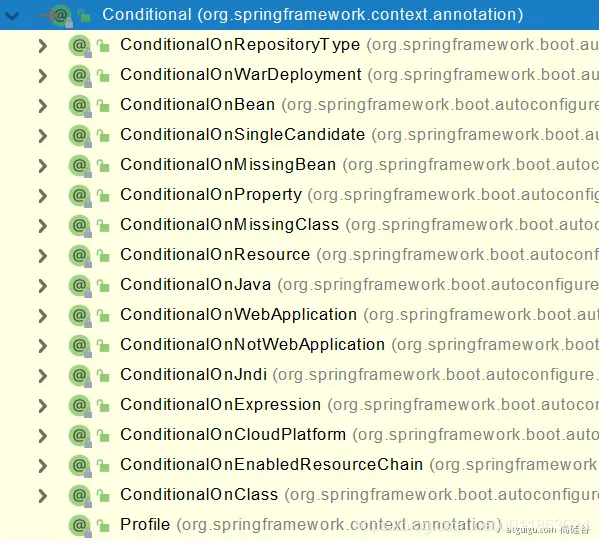 Conditional (org.springframework.context.annotation)
ConditionalOnRepositoryType (org.springframework.boot.au
ConditionalOnWarDeployment (org.springframework.boot.au
ConditionalOnBean (org.springframework.boot.autoconfigure
ConditionalOnSingleCandidate (org.springframework.boot.au
ConditionalOnMissingBean (org.springframework.boot.autoc
ConditionalOnProperty (org.springframework.boot.autoconfig
ConditionalOnMissingClass (org.springframework.boot.autoc
ConditionalOnResource (org.springframework.boot.autoconf
ConditionalOnJava (org.springframework.boot.autoconfigure
ConditionalOnWebApplication (org.springframework.boot.aut
ConditionalOnNotWebApplication (org.springframework.boot
ConditionalOnJndi (org.springframework.boot.autoconfigure.
ConditionalOnExpression (org.springframework.boot.autocon
ConditionalOnCloudPlatform (org.springframework.boot.auto
ConditionalOnEnabledResourceChain (org.springframework.b
ConditionalOnClass (org.springframework.boot.autoconfigure
Profile (org.springframework.context.annotation)
atguigu.com 尚硅谷